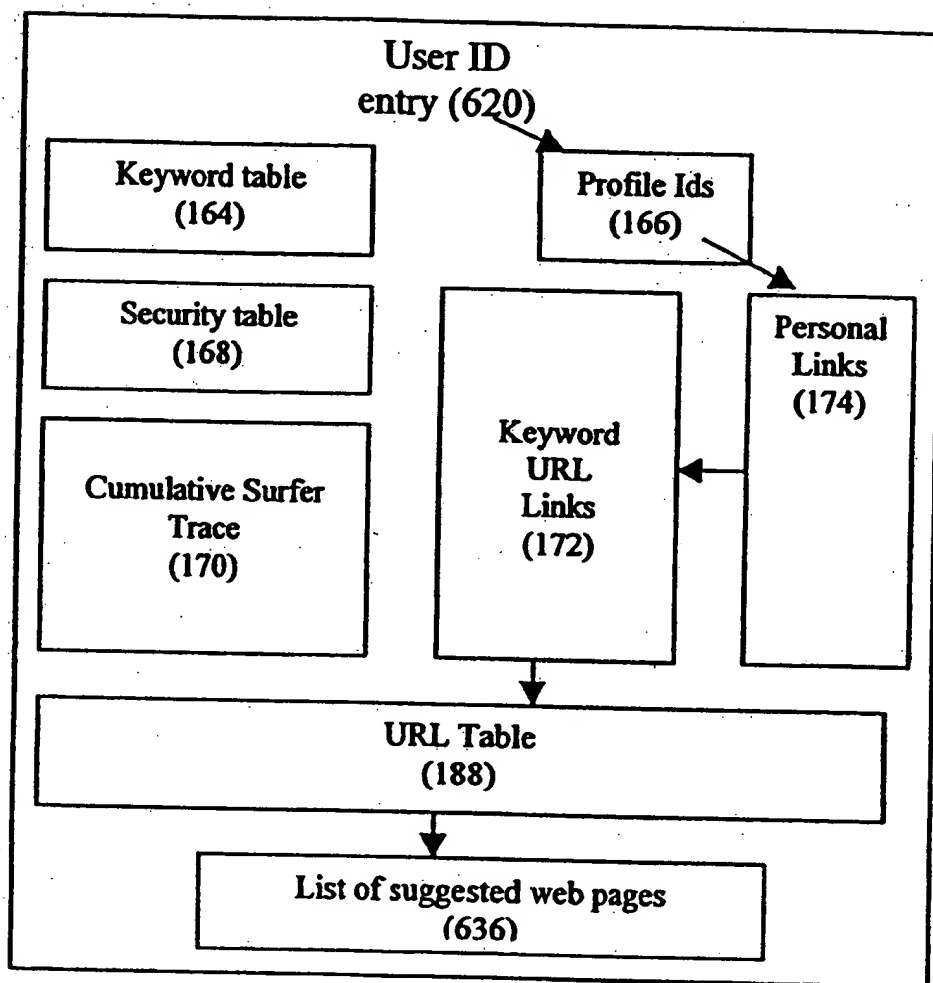 User ID
entry (620)
Keyword table
(164)
Profile Ids
(166)
Security table
(168)
Personal
Links
(174)
Keyword
URL
Links
(172)
Cumulative Surfer
Trace
(170)
URL Table
(188)
List of suggested web pages
(636)